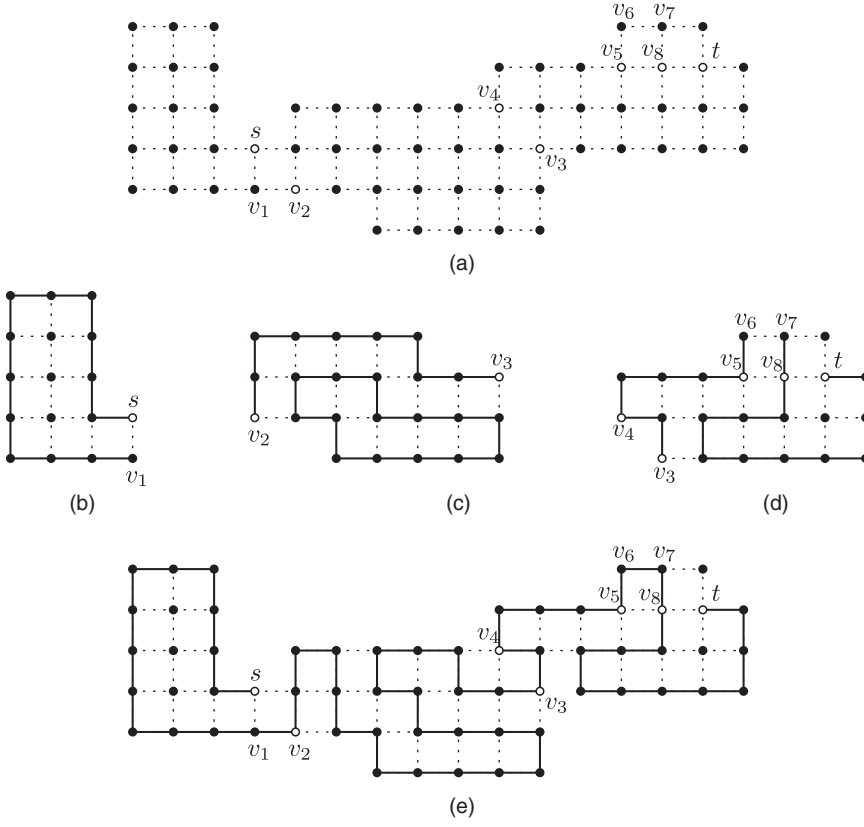 v6 v7
v5 v8 t
v4
s
v3
v1 v2
(a)
v6 v7
s v3 v5 v8 t
v2 v4
v1 v3
(b) (c) (d)
v6 v7
v5 v8 t
v4
s
v3
v1 v2
(e)